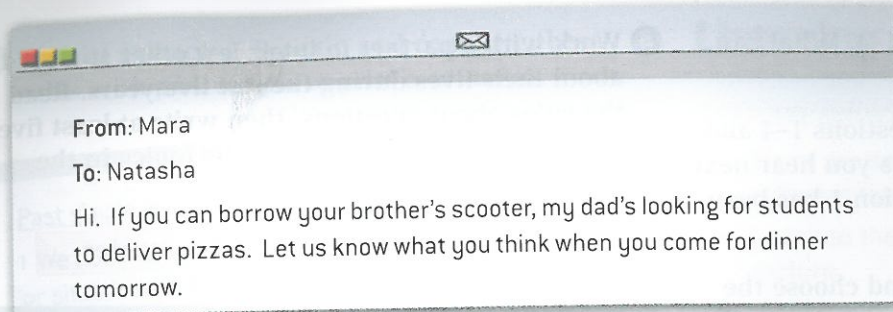 From: Mara
To: Natasha
Hi. If you can borrow your brother's scooter, my dad's looking for students
to deliver pizzas. Let us know what you think when you come for dinner
tomorrow.